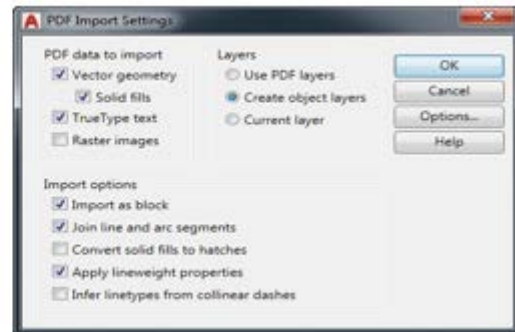 PDF Import Settings
PDF data to import
Vector geometry
Solid fills
TrueType text
Raster images
Layers
Use PDF layers
Create object layers
Current layer
OK
Cancel
Options...
Help
Import options
Import as block
Join line and arc segments
Convert solid fills to hatches
Apply lineweight properties
Infer linetypes from collinear dashes